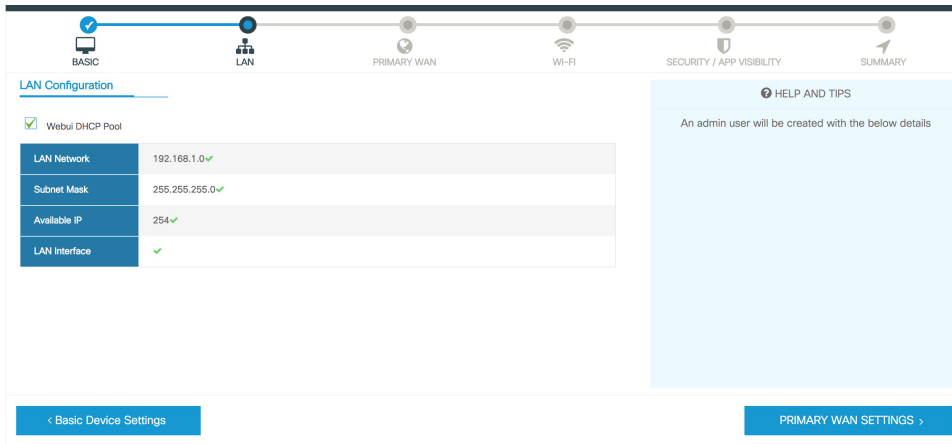 BASIC
LAN
PRIMARY WAN
WI-FI
SECURITY / APP VISIBILITY
SUMMARY
LAN Configuration
Webui DHCP Pool
LAN Network 192.168.1.0
Subnet Mask 255.255.255.0
Available IP 254
LAN Interface
HELP AND TIPS
An admin user will be created with the below details
< Basic Device Settings
PRIMARY WAN SETTINGS >